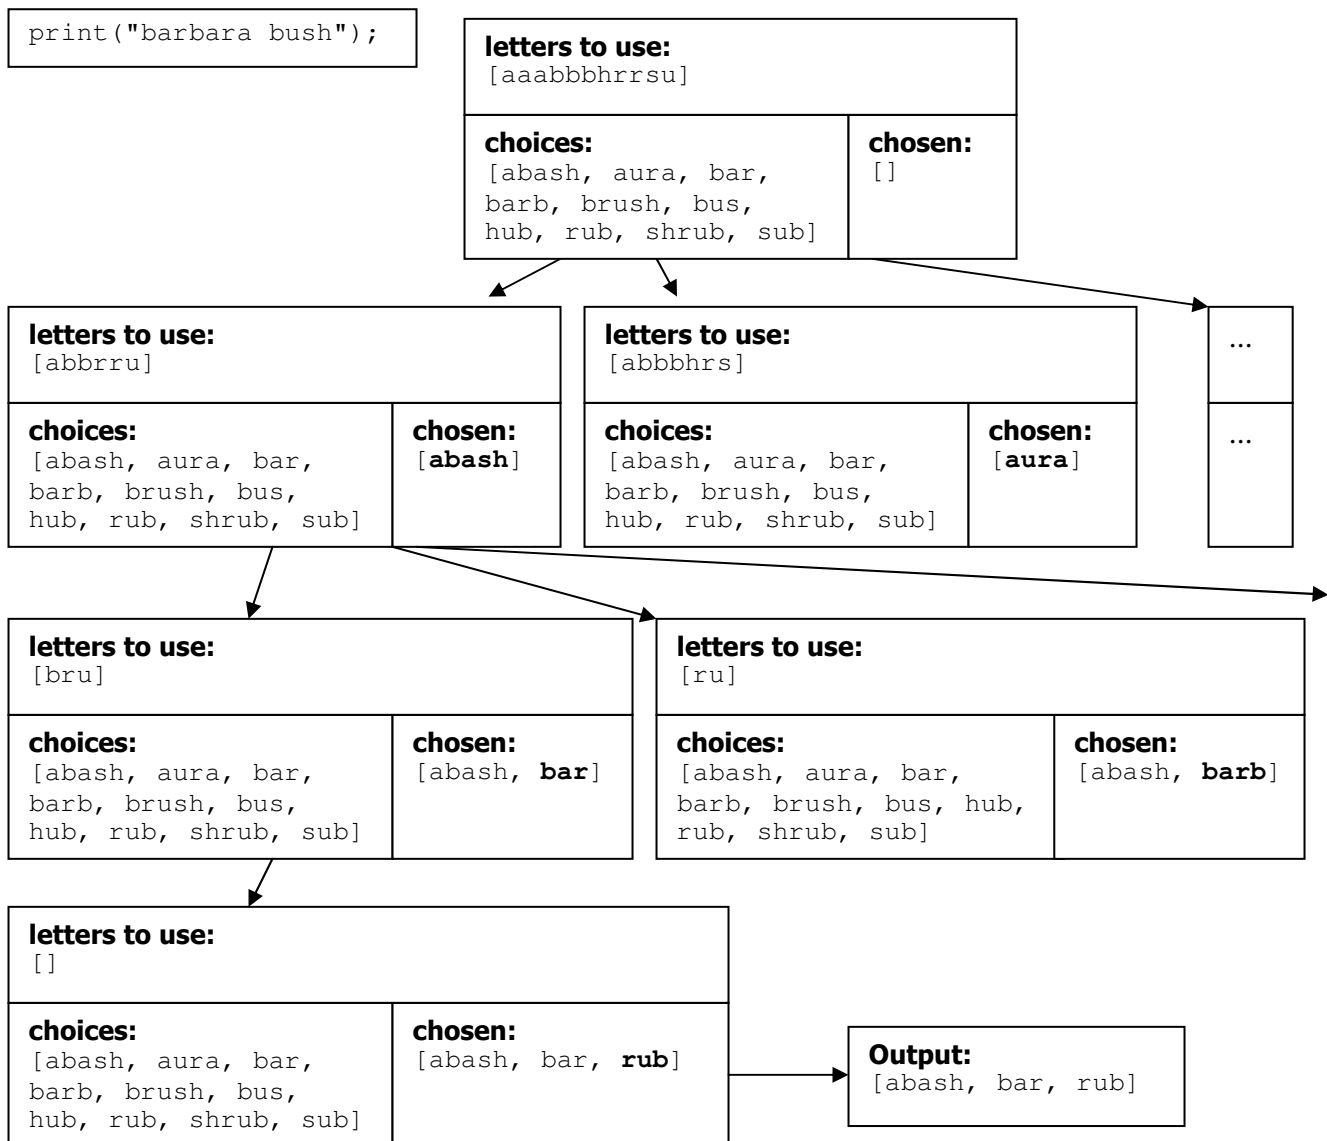 print("barbara bush");
letters to use:
[aaabbbhrrsu]
choices:
[abash, aura, bar,
barb, brush, bus,
hub, rub, shrub, sub]
chosen:
[]
letters to use:
[abbrru]
choices:
[abash, aura, bar,
barb, brush, bus,
hub, rub, shrub, sub]
chosen:
[abash]
letters to use:
[abbbhrs]
choices:
[abash, aura, bar,
barb, brush, bus,
hub, rub, shrub, sub]
chosen:
[aura]
...
...
letters to use:
[bru]
choices:
[abash, aura, bar,
barb, brush, bus,
hub, rub, shrub, sub]
chosen:
[abash, bar]
letters to use:
[ru]
choices:
[abash, aura, bar,
barb, brush, bus, hub,
rub, shrub, sub]
chosen:
[abash, barb]
letters to use:
[]
choices:
[abash, aura, bar,
barb, brush, bus,
hub, rub, shrub, sub]
chosen:
[abash, bar, rub]
Output:
[abash, bar, rub]